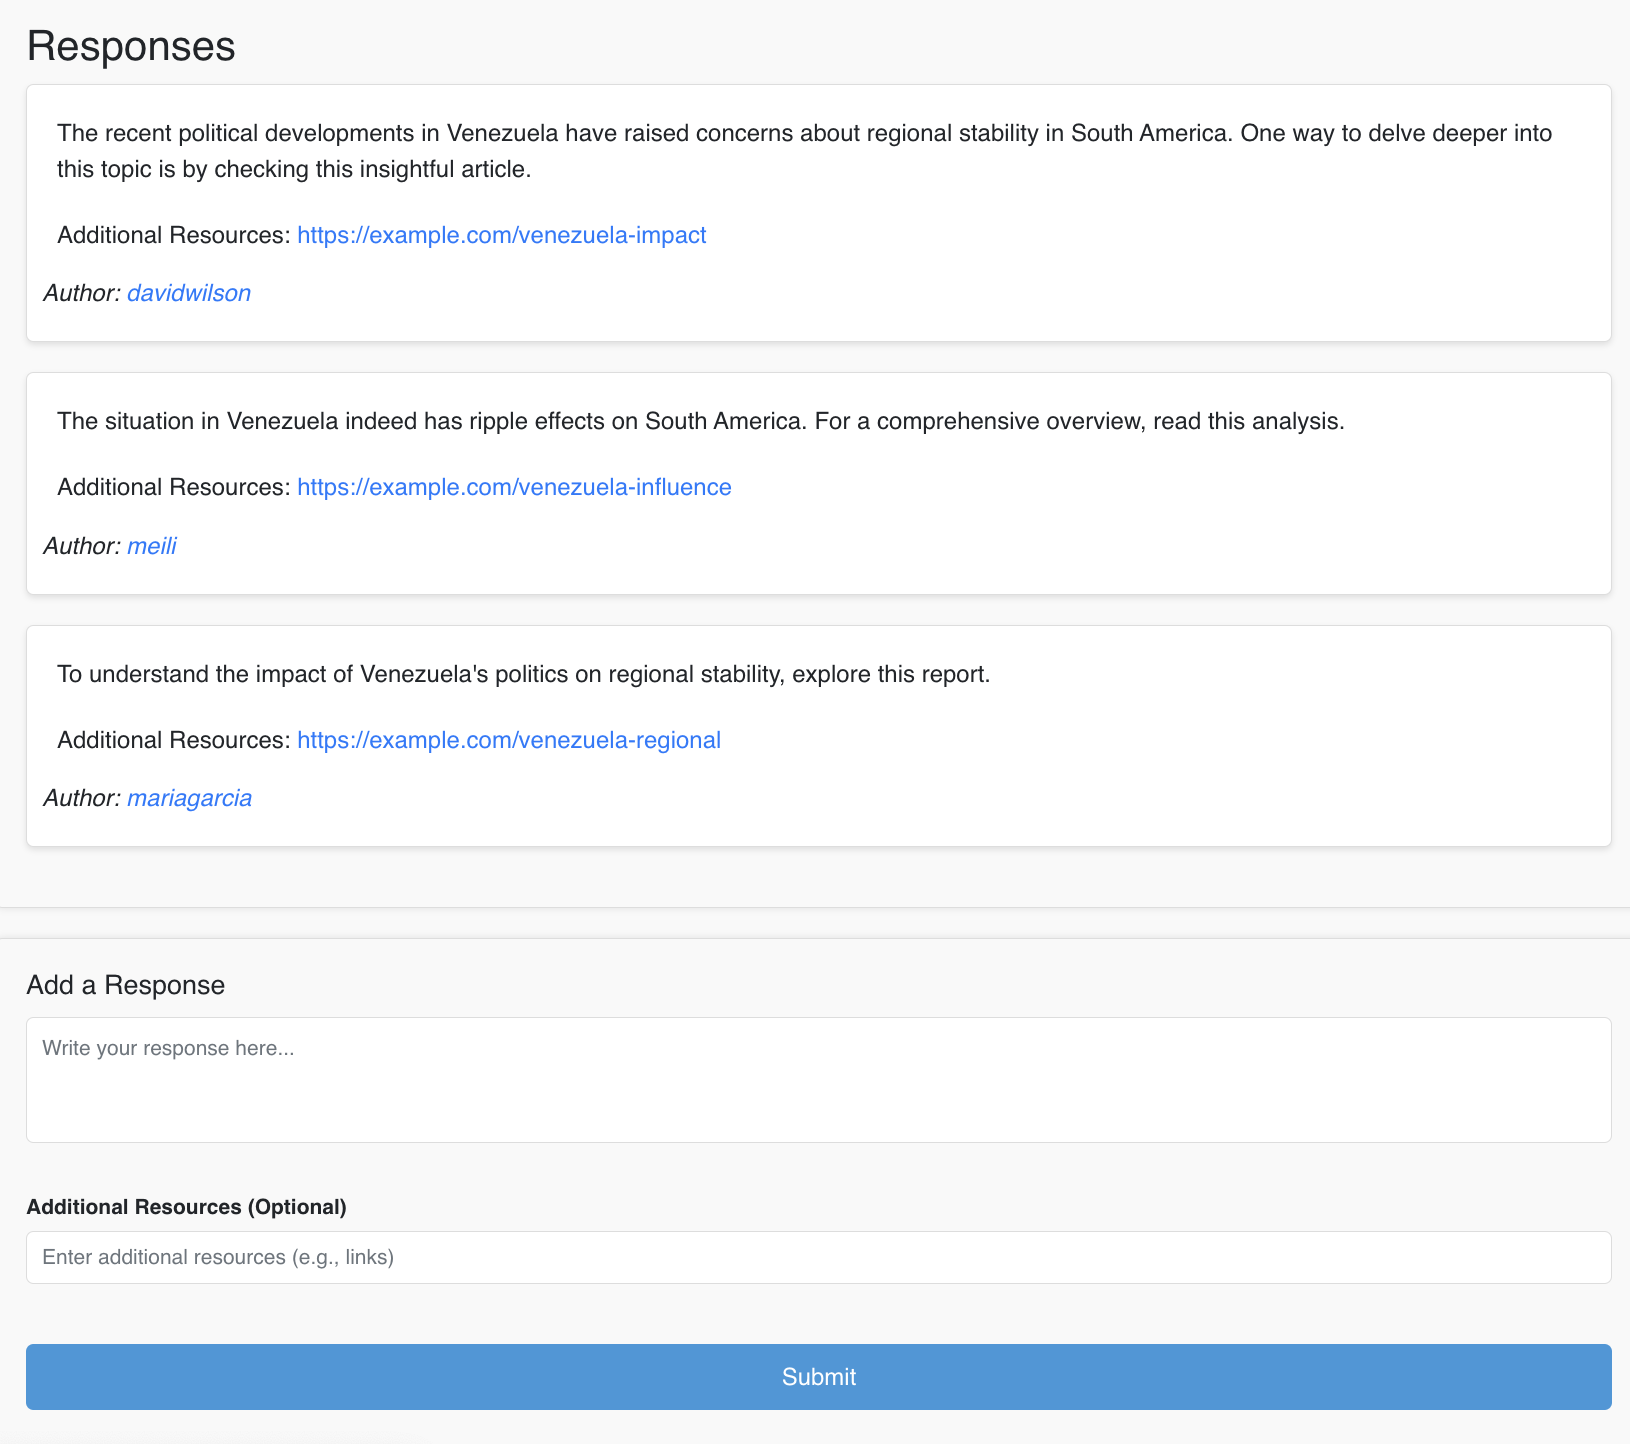 Responses
The recent political developments in Venezuela have raised concerns about regional stability in South America. One way to delve deeper into
this topic is by checking this insightful article.
Additional Resources: https://example.com/venezuela-impact
Author: davidwilson
The situation in Venezuela indeed has ripple effects on South America. For a comprehensive overview, read this analysis.
Additional Resources: https://example.com/venezuela-influence
Author: meili
To understand the impact of Venezuela's politics on regional stability, explore this report.
Additional Resources: https://example.com/venezuela-regional
Author: mariagarcia
Add a Response
Write your response here...
Additional Resources (Optional)
Enter additional resources (e.g., links)
Submit